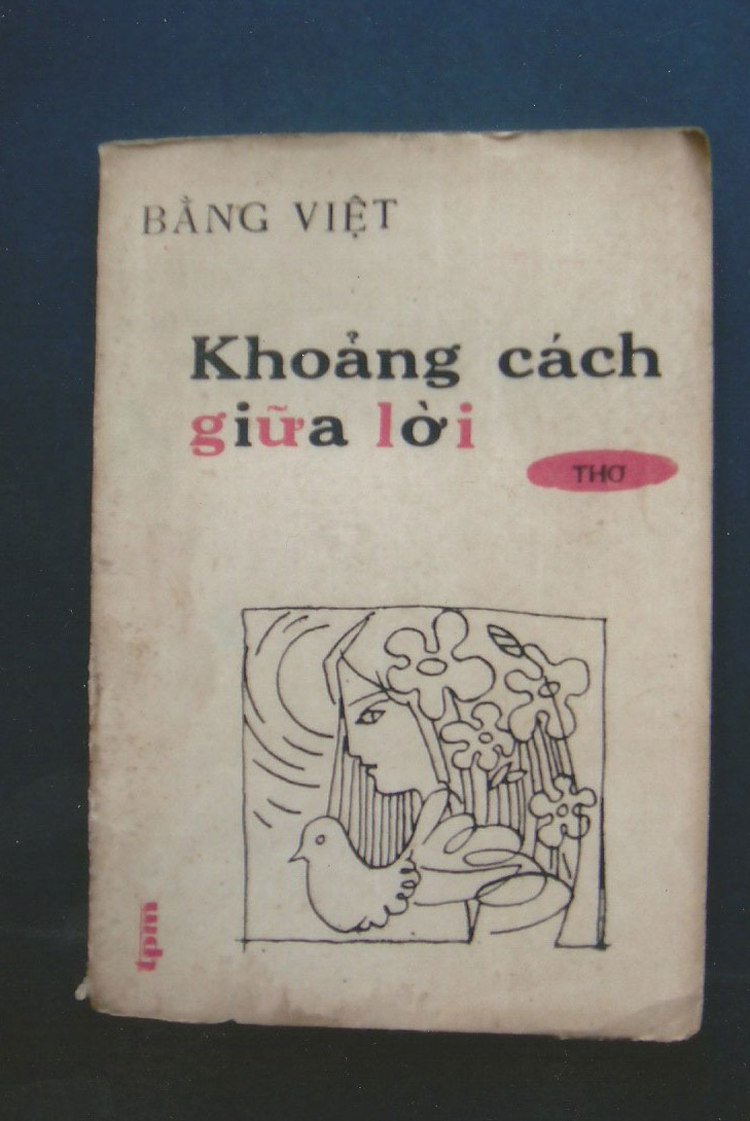 BẰNG VIỆT
Khoảng cách
giữa lời
THƠ
tpm